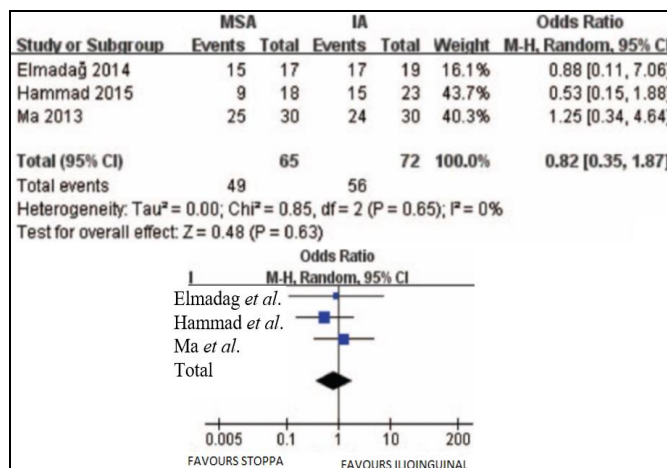 MSA IA Odds Ratio
Study or Subgroup Events Total Events Total Weight M-H, Random, 95% CI
Elmadağ 2014 15 17 17 19 16.1% 0.88 [0.11, 7.06]
Hammad 2015 9 18 15 23 43.7% 0.53 [0.15, 1.88]
Ma 2013 25 30 24 30 40.3% 1.25 [0.34, 4.64]
Total (95% CI) 65 72 100.0% 0.82 [0.35, 1.87]
Total events 49 56
Heterogeneity: Tau² = 0.00; Chi² = 0.85, df = 2 (P = 0.65); I² = 0%
Test for overall effect: Z = 0.48 (P = 0.63)
Odds Ratio
I M-H, Random, 95% CI
Elmadag et al.
Hammad et al.
Ma et al.
Total
0.005 0.1 1 10 200
FAVOURS STOPPA FAVOURS ILIOINGUINAL